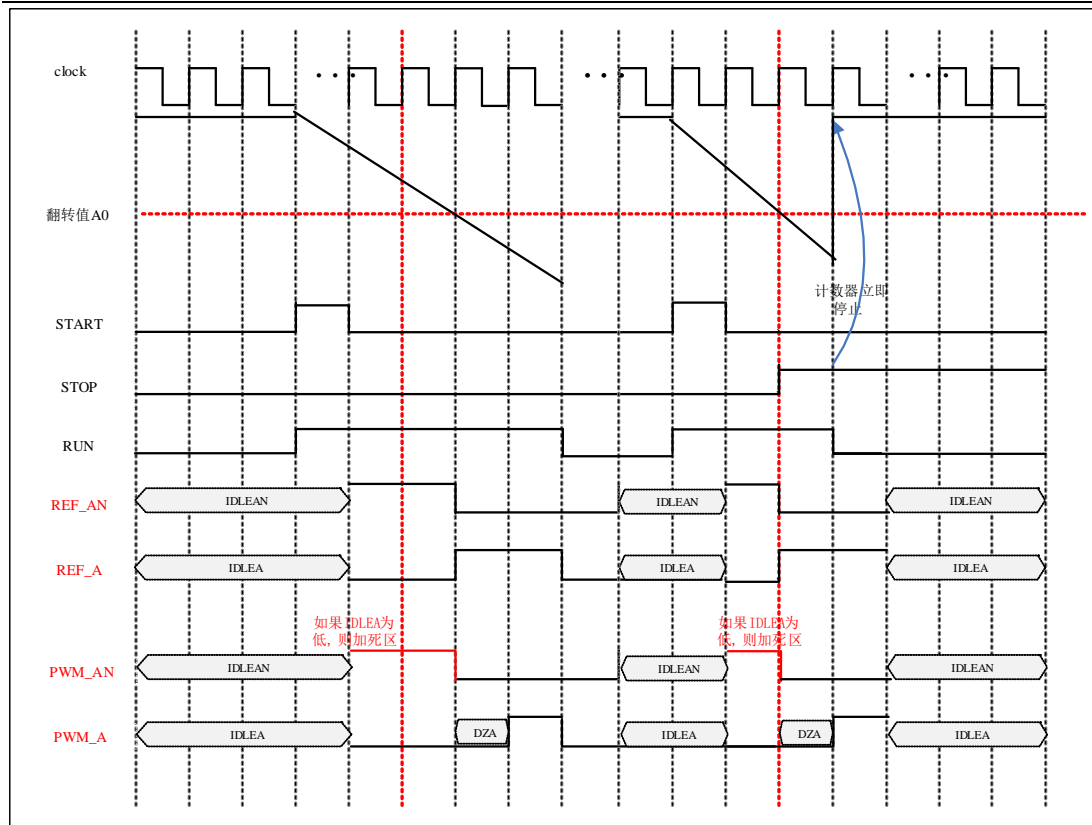 clock
翻转值A0
计数器立即
停止
START
STOP
RUN
REF_AN
IDLEAN
IDLEAN
IDLEAN
REF_A
IDLEA
IDLEA
IDLEA
如果IDLEA为
低，则加死区
如果IDLEA为
低，则加死区
PWM_AN
IDLEAN
IDLEAN
IDLEAN
PWM_A
IDLEA
DZA
IDLEA
DZA
IDLEA